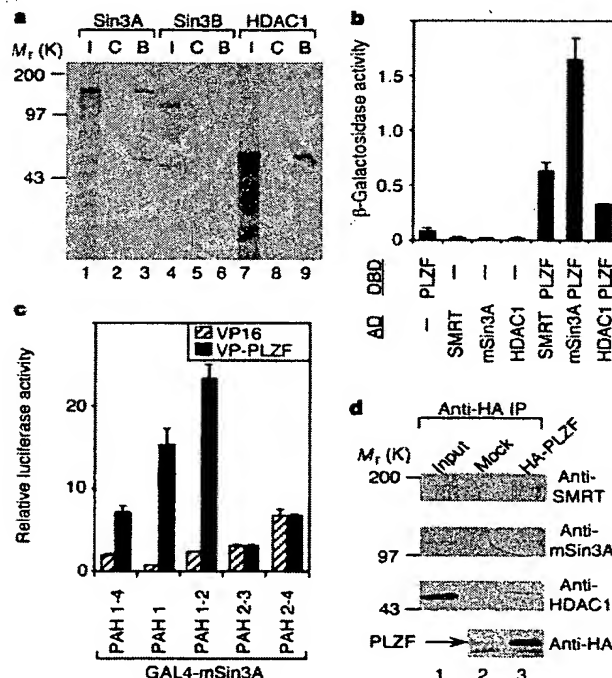 a
Sin3A Sin3B HDAC1
Mr (K) I C B I C B I C B
200
97
43
1 2 3 4 5 6 7 8 9
b
β-Galactosidase activity
1.5
1.0
0.5
0
DBD PLZF – – – PLZF PLZF PLZF
AD – SMRT mSin3A HDAC1 SMRT mSin3A HDAC1
c
VP16
VP-PLZF
Relative luciferase activity
20
10
0
PAH 1-4 PAH 1 PAH 1-2 PAH 2-3 PAH 2-4
GAL4-mSin3A
d
Anti-HA IP
Mr (K) Input Mock HA-PLZF
200
Anti-SMRT
Anti-mSin3A
97
Anti-HDAC1
43
PLZF Anti-HA
1 2 3